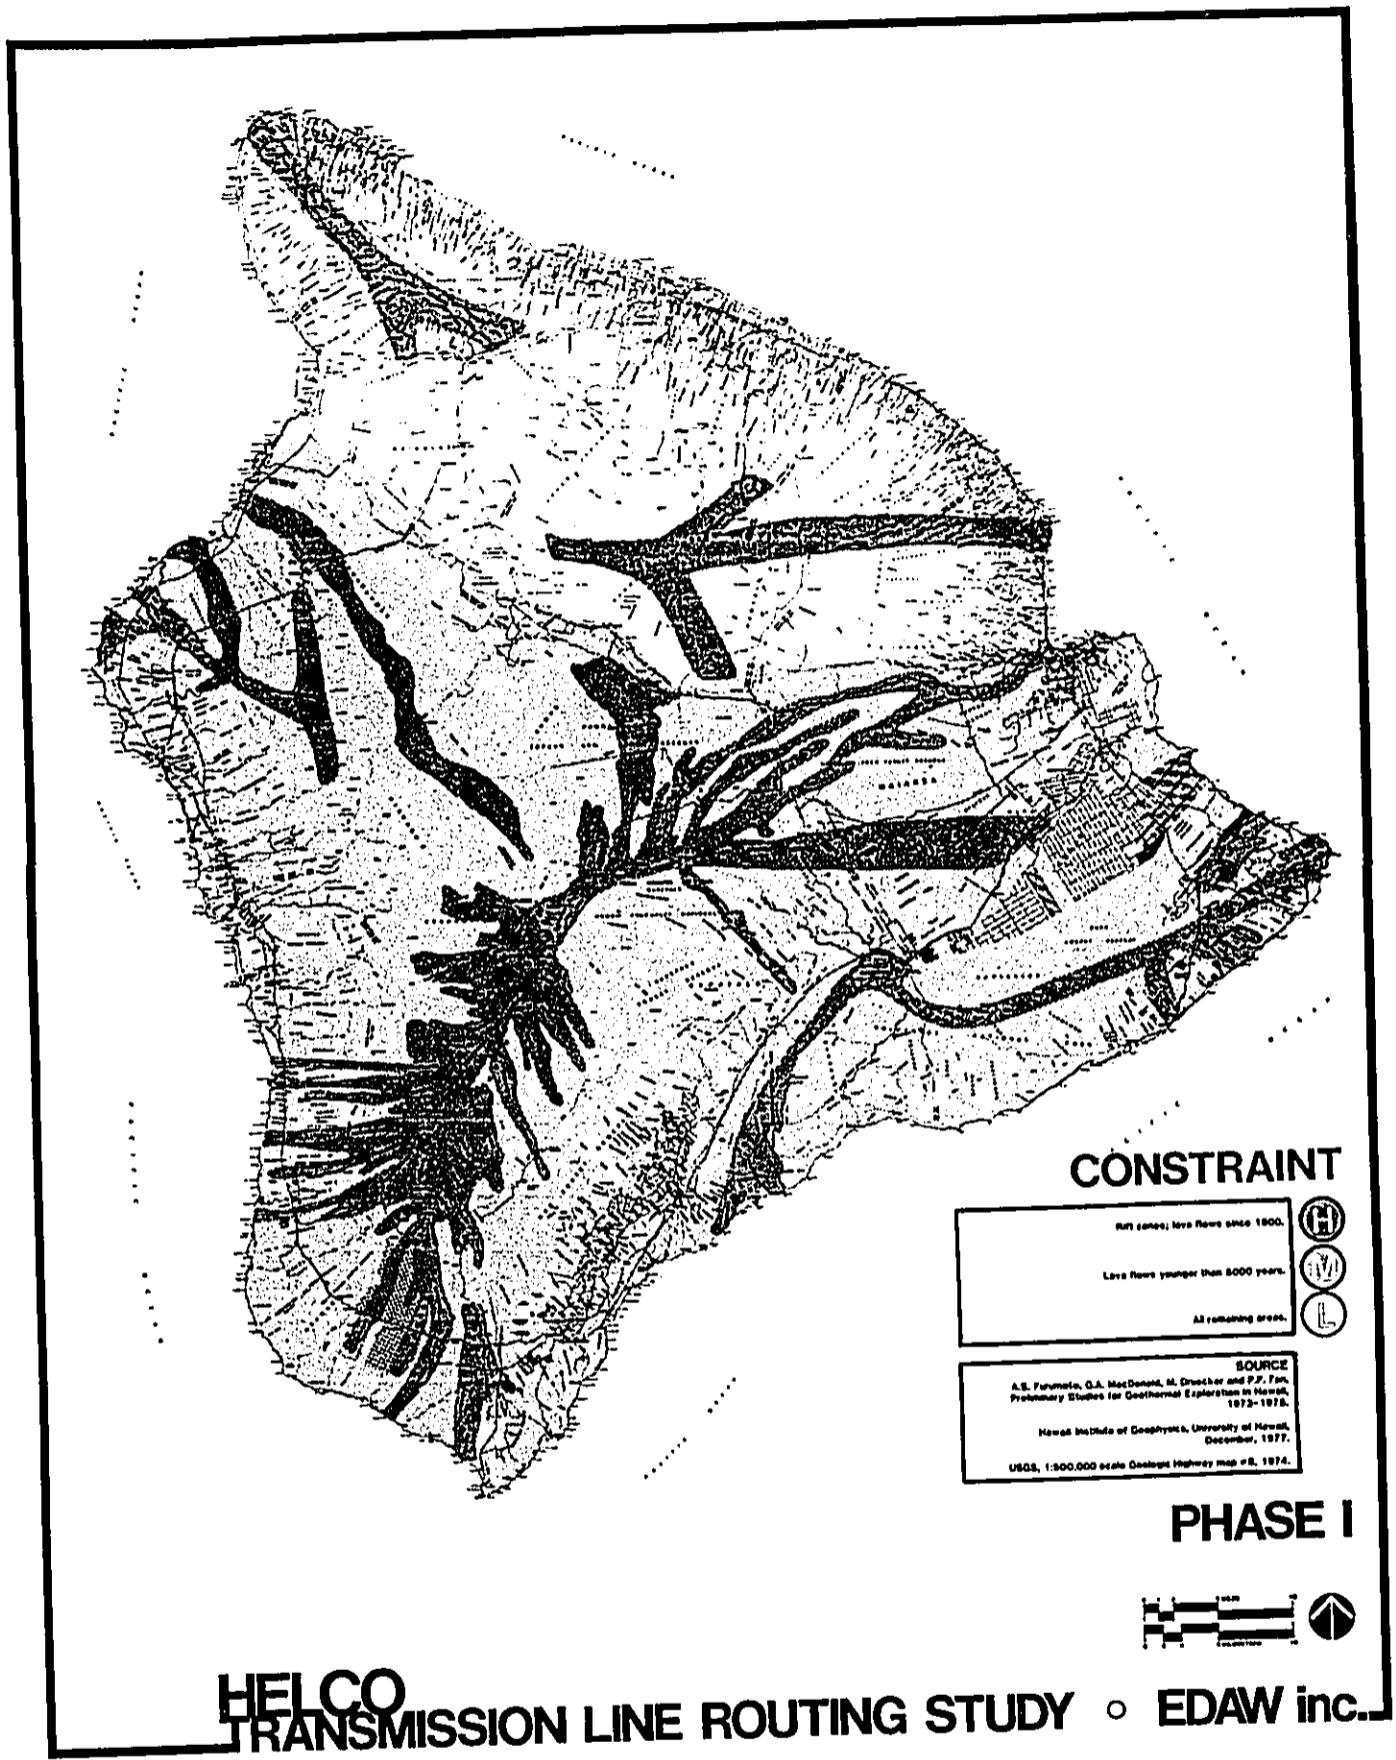 CONSTRAINT
Rift zones; lava flows since 1800.
H
Lava flows younger than 5000 years.
M
All remaining areas.
L
SOURCE
A.S. Furumoto, G.A. MacDonald, M. Druecker and P.F. Fan,
Preliminary Studies for Geothermal Exploration in Hawaii,
1973-1975.
Hawaii Institute of Geophysics, University of Hawaii,
December, 1977.
USGS, 1:500,000 scale Geologic Highway map
PHASE I
HELCO
TRANSMISSION LINE ROUTING STUDY ○ EDAW inc.